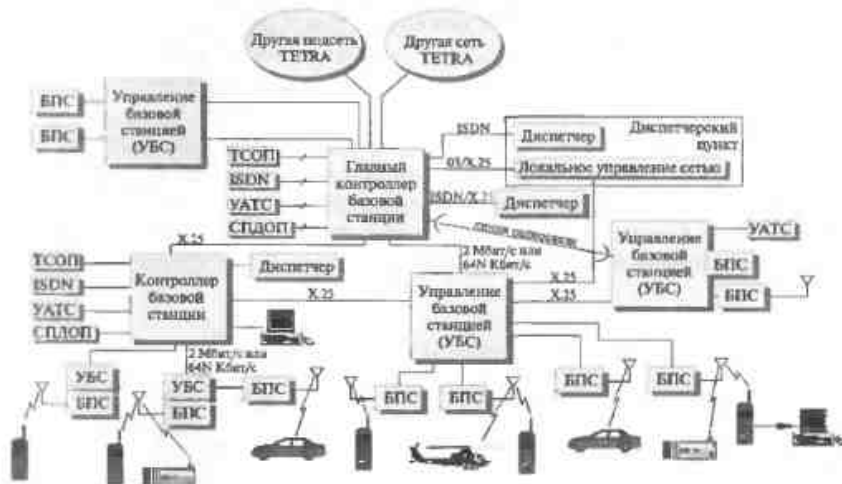 Другая подсеть
TETRA
Другая сеть
TETRA
БПС
БПС
Управление
базовой
станцией
(УБС)
ТСОП
ISDN
УАТС
СПДОП
Главный
контроллер
базовой
станции
ISDN
Диспетчер
Диспетчерский
пункт
Локальное управление сетью
ISDN/X.25
Диспетчер
X.25
2 Мбит/с или
64N Кбит/с
Управление
базовой
станцией
(УБС)
УАТС
БПС
БПС
ТСОП
ISDN
УАТС
СПДОП
Контроллер
базовой
станции
Диспетчер
X.25
Управление
базовой
станцией
(УБС)
X.25
X.25
2 Мбит/с или
64N Кбит/с
УБС
БПС
УБС
БПС
БПС
БПС
БПС
БПС
БПС